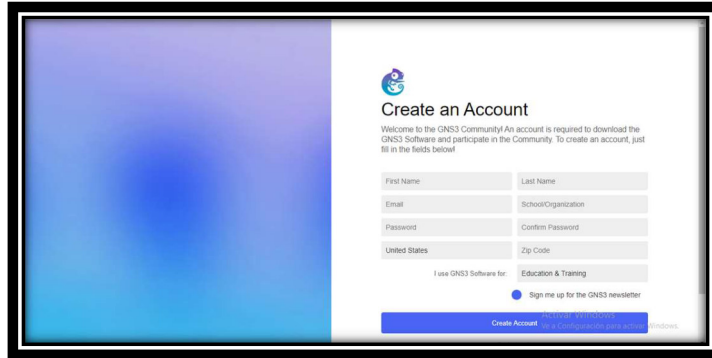 Create an Account
Welcome to the GNS3 Community! An account is required to download the
GNS3 Software and participate in the Community. To create an account, just
fill in the fields below!
First Name
Last Name
Email
School/Organization
Password
Confirm Password
United States
Zip Code
I use GNS3 Software for:
Education & Training
Sign me up for the GNS3 newsletter
Activar Windows
Create Account
Ve a Configuración para activar Windows.